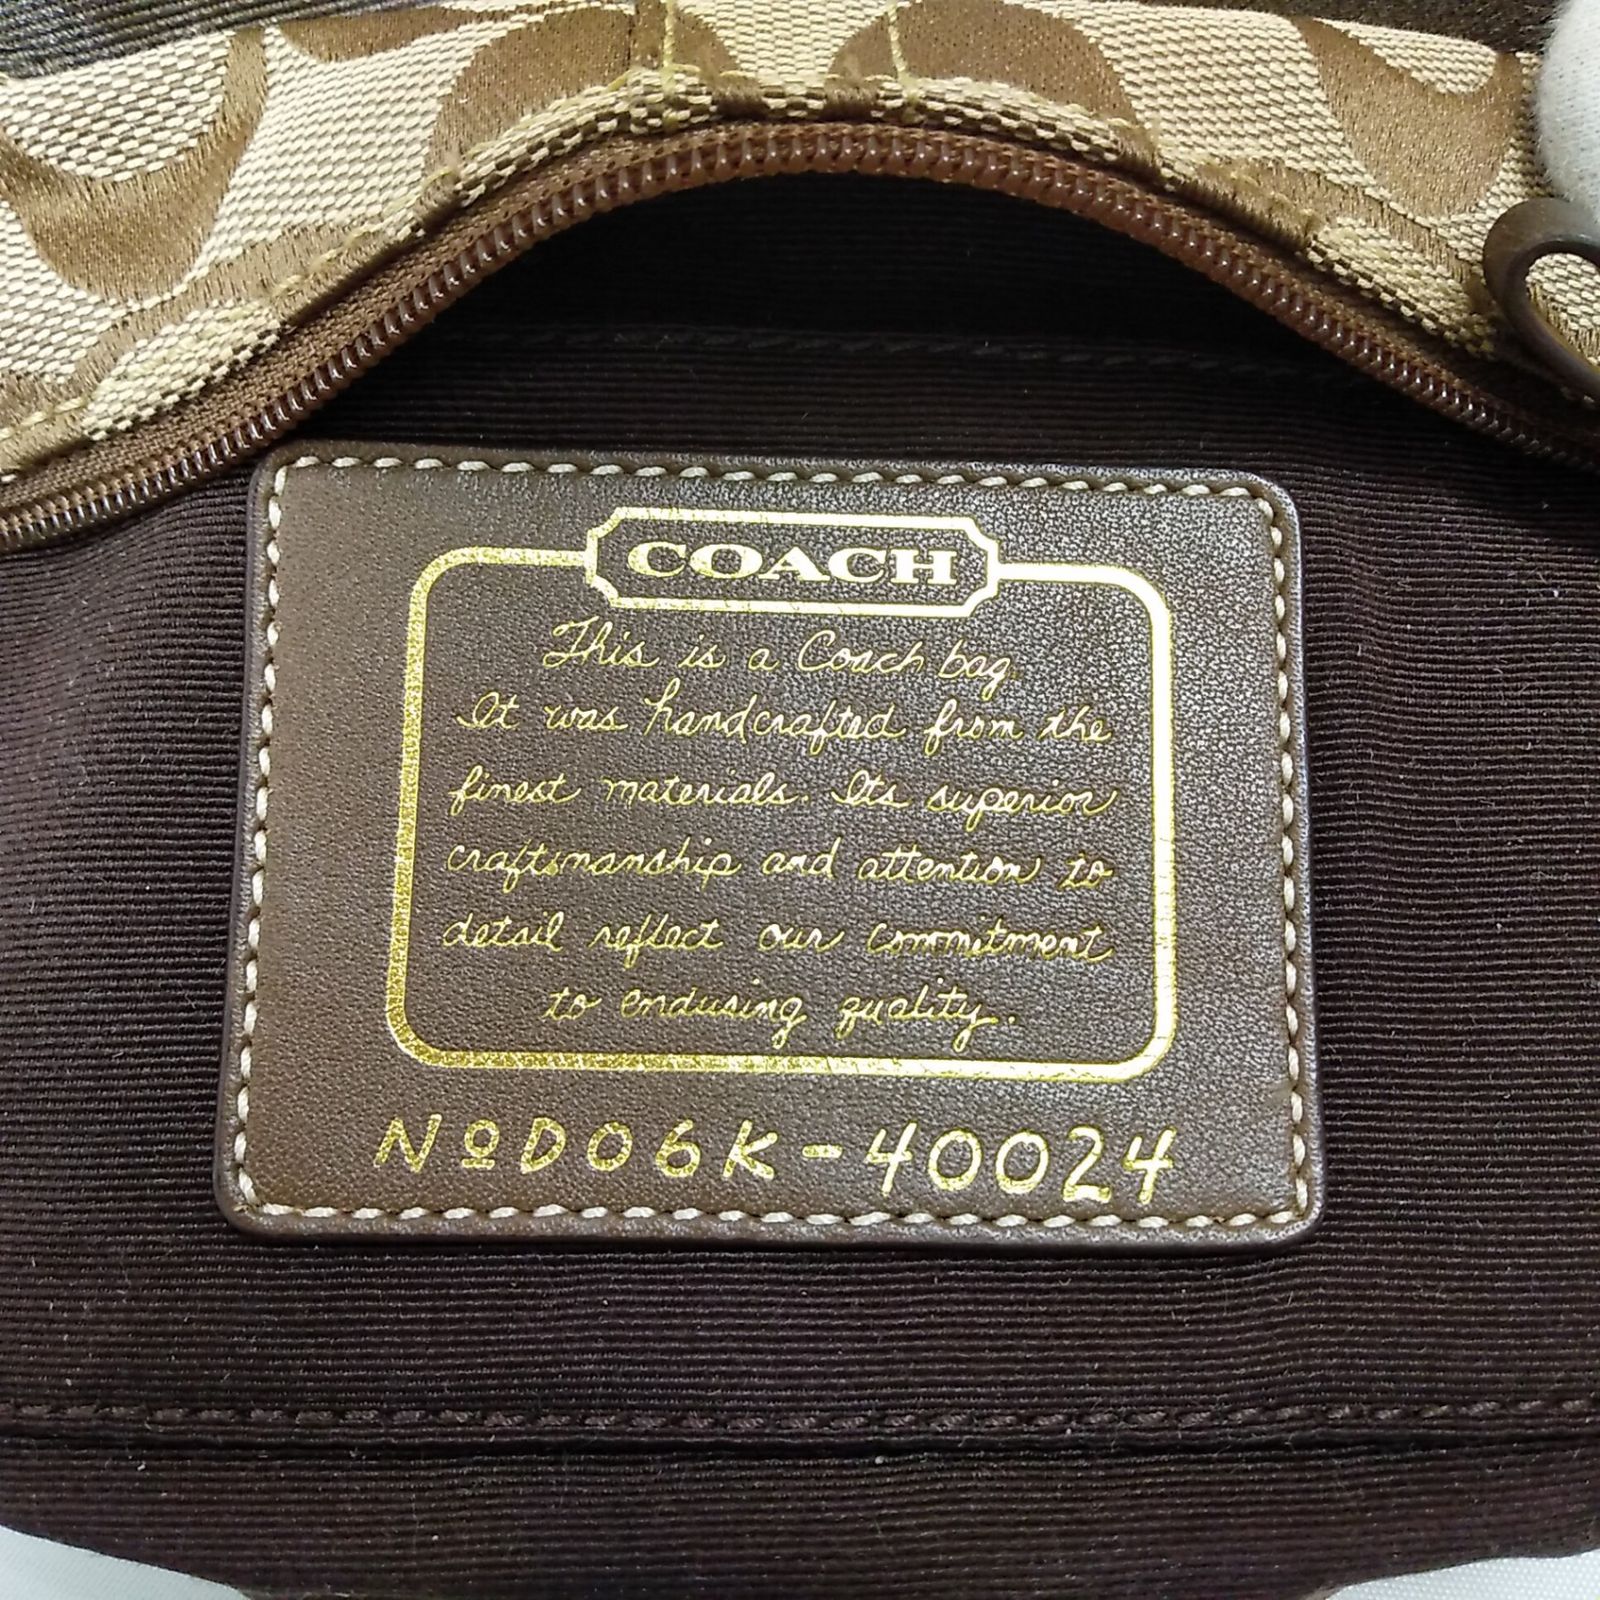 COACH
This is a Coach bag.
It was handcrafted from the
finest materials. Its superior
craftsmanship and attention to
detail reflect our commitment
to enduring quality.
Nº D06K-40024